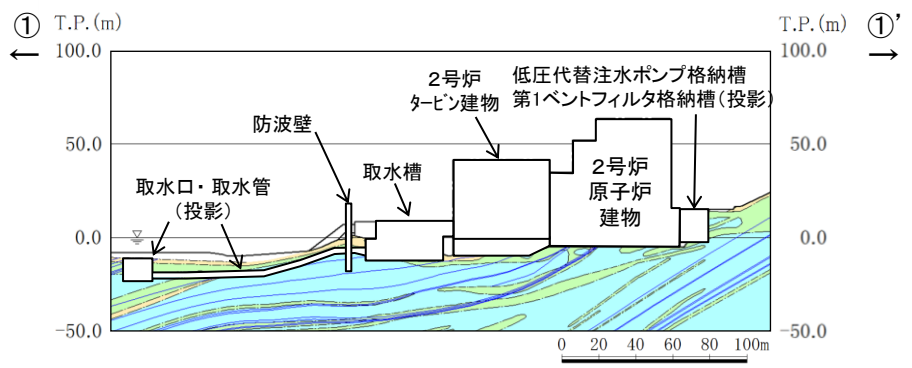 ① T.P.(m)
T.P.(m) ①’
← 100.0
100.0 →
低圧代替注水ポンプ格納槽
第1ベントフィルタ格納槽(投影)
2号炉
タービン建物
防波壁
50.0
50.0
取水槽
取水口・取水管
(投影)
2号炉
原子炉
建物
0.0
0.0
-50.0
-50.0
0 20 40 60 80 100m